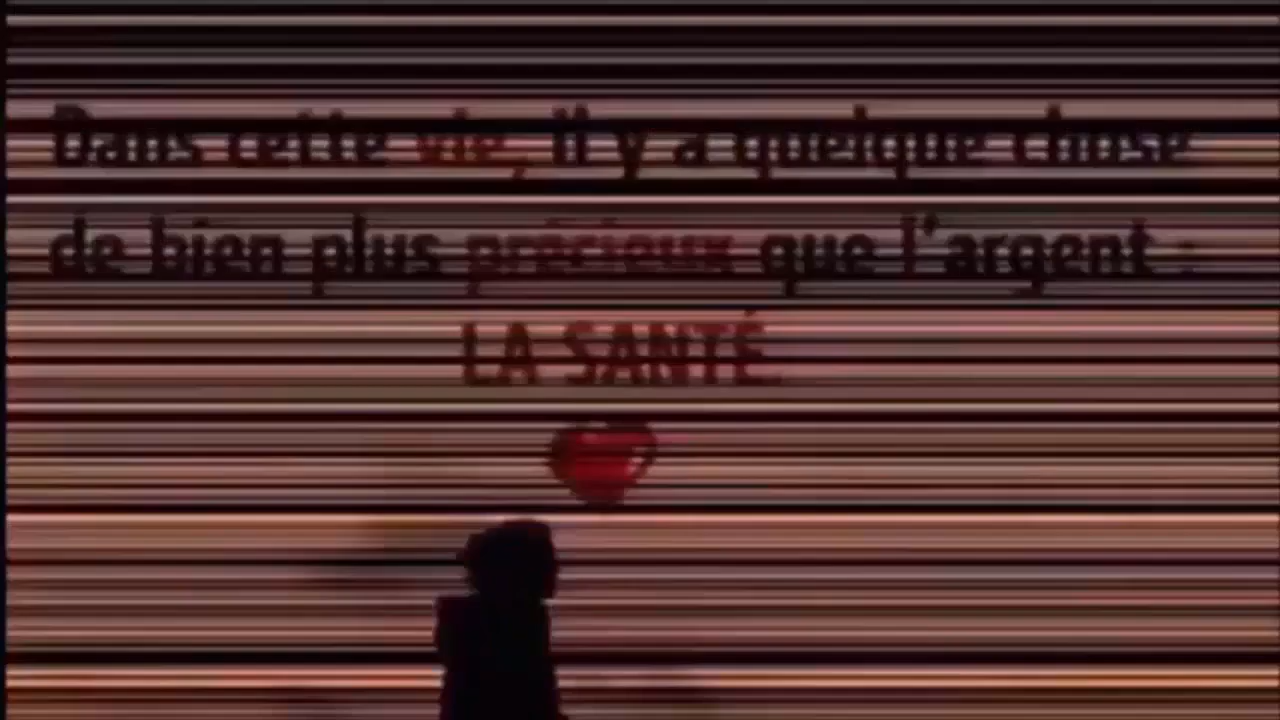 Dans cette vie, il y a quelque chose
de bien plus précieux que l'argent :
LA SANTÉ.